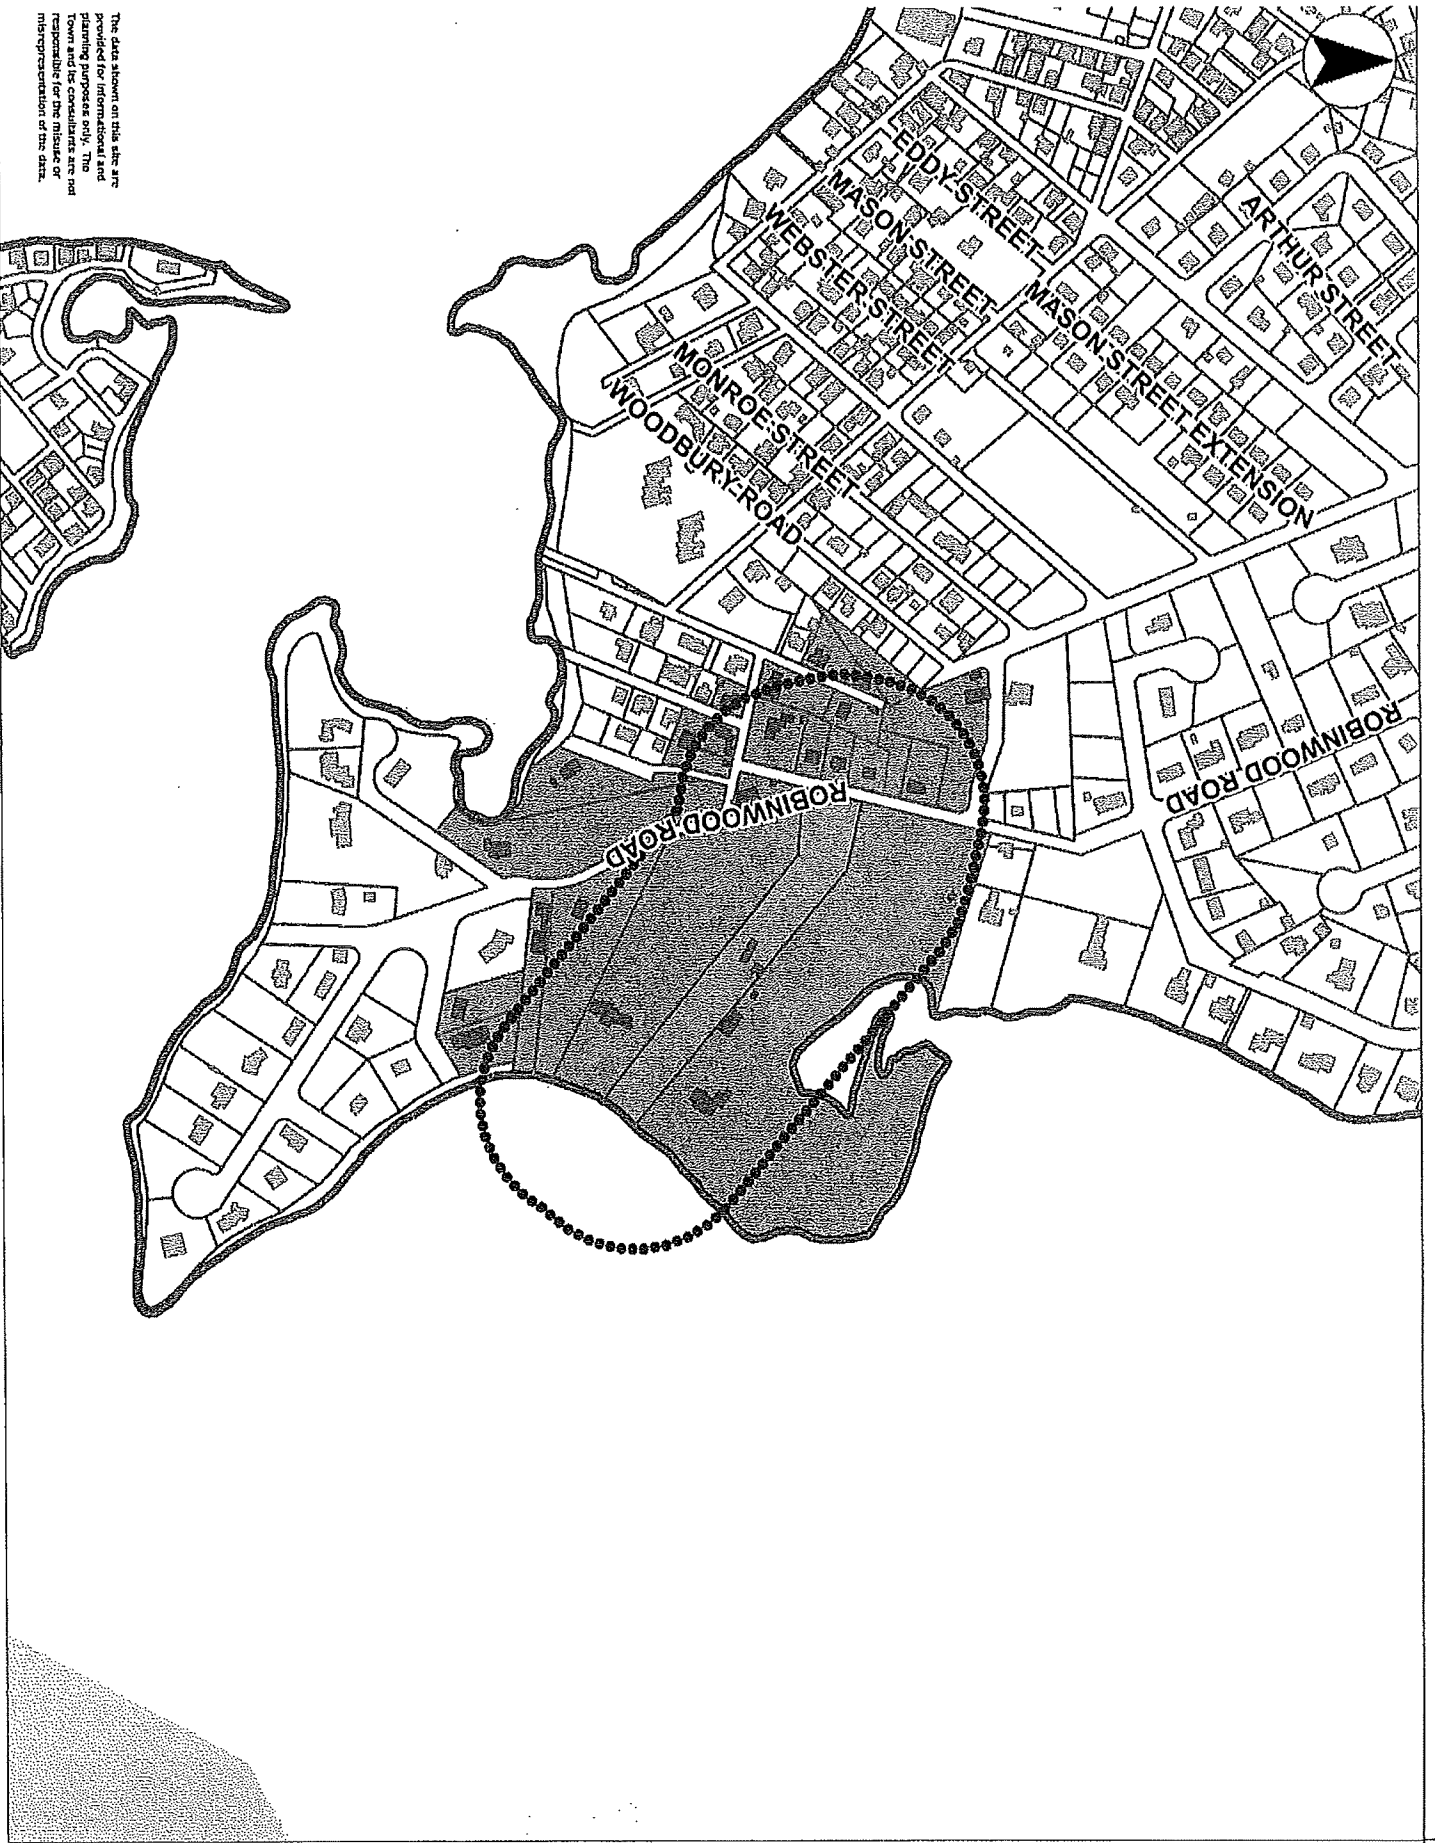 The data shown on this site are
provided for informational and
planning purposes only. The
Town and its consultants are not
responsible for the misuse or
misrepresentation of the data.
EDDY STREET
MASON STREET
WEBSTER STREET
MONROE STREET
WOODBURY ROAD
ARTHUR STREET
MASON STREET EXTENSION
ROBINWOOD ROAD
ROBINWOOD ROAD